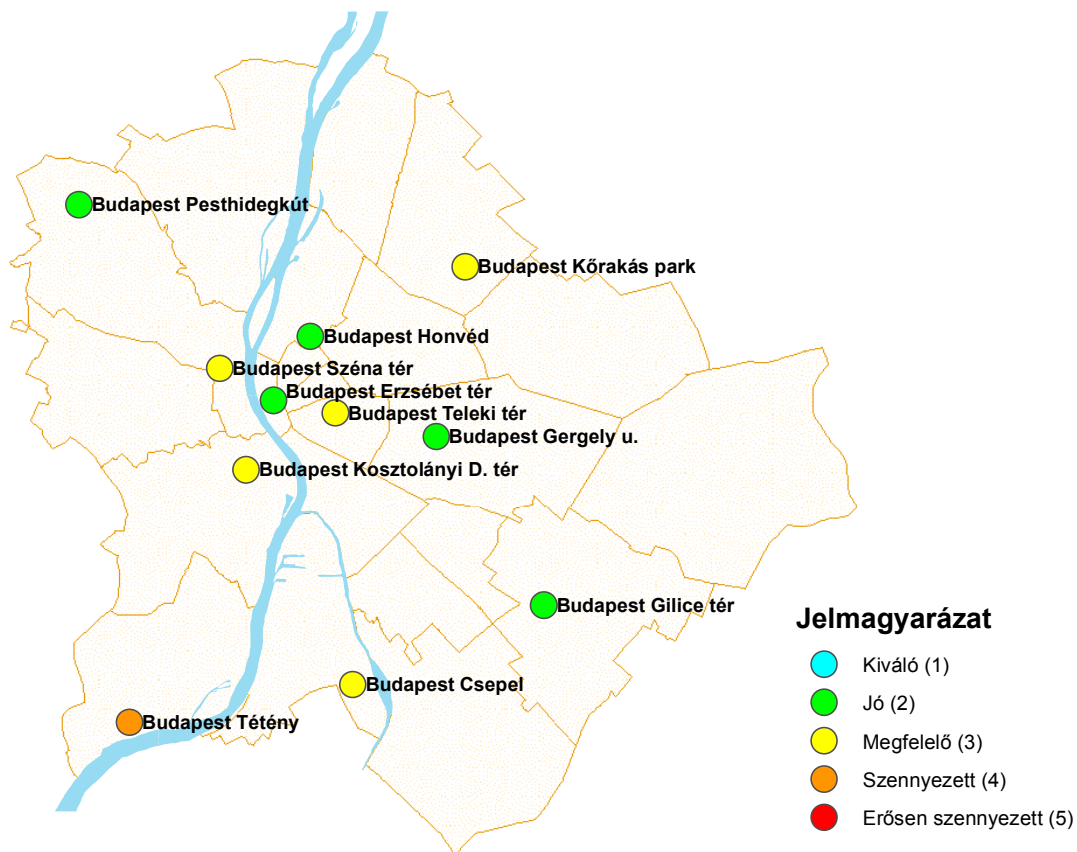 Budapest Pesthidegkút
Budapest Kőrakás park
Budapest Honvéd
Budapest Széna tér
Budapest Erzsébet tér
Budapest Teleki tér
Budapest Gergely u.
Budapest Kosztolányi D. tér
Budapest Gilice tér
Budapest Csepel
Budapest Tétény
Jelmagyarázat
Kiváló (1)
Jó (2)
Megfelelő (3)
Szennyezett (4)
Erősen szennyezett (5)